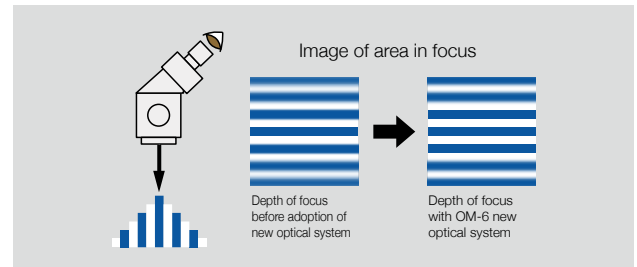 Image of area in focus
Depth of focus
before adoption of
new optical system
Depth of focus
with OM-6 new
optical system